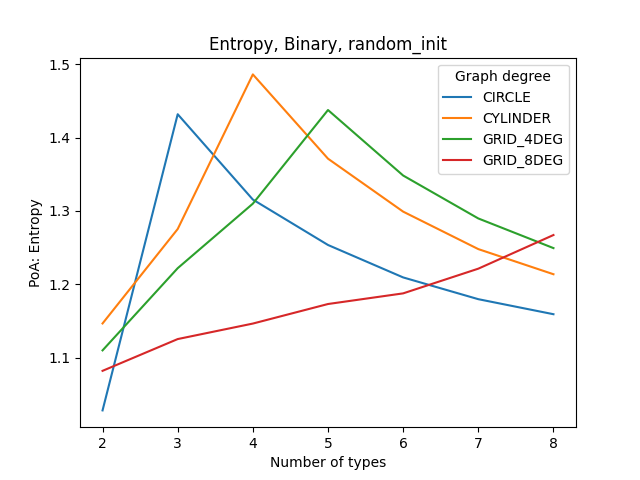 Entropy, Binary, random_init
1.5
1.4
1.3
1.2
1.1
PoA: Entropy
Graph degree
CIRCLE
CYLINDER
GRID_4DEG
GRID_8DEG
2 3 4 5 6 7 8
Number of types